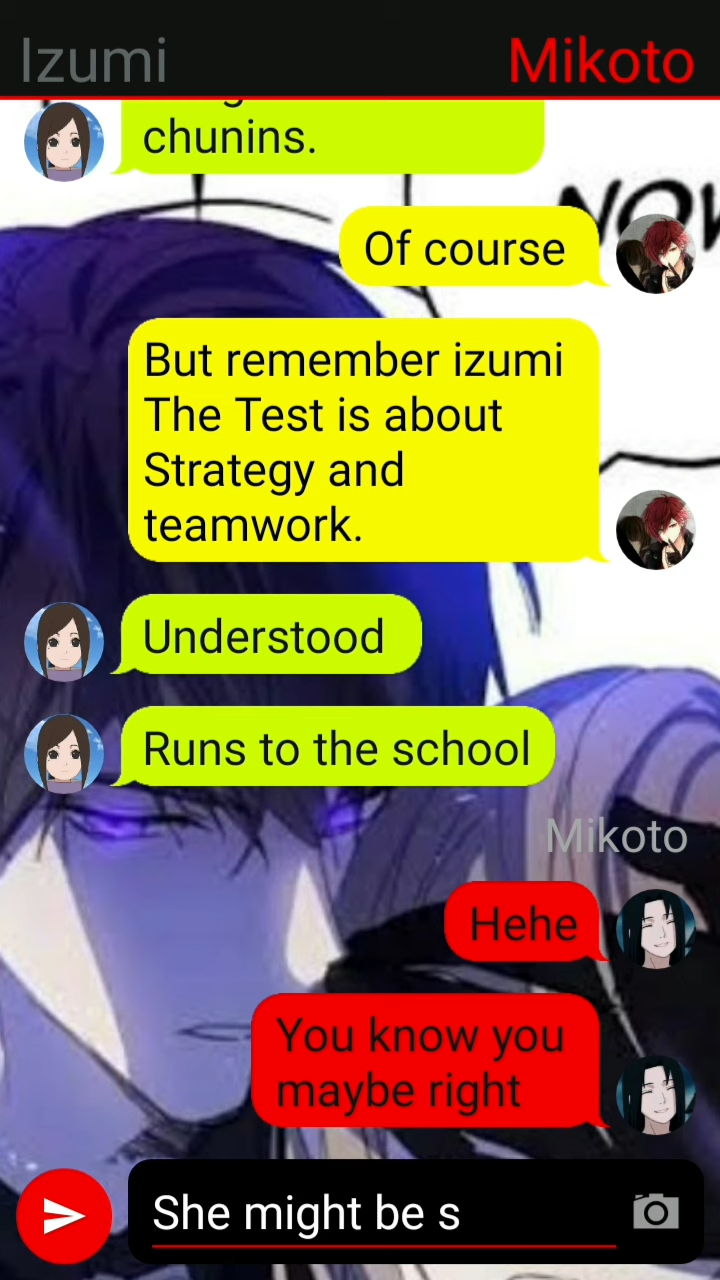 Izumi Mikoto
chunins.
NOW
Of course
But remember izumi
The Test is about
Strategy and
teamwork.
Understood
Runs to the school
Mikoto
Hehe
You know you
maybe right
She might be s